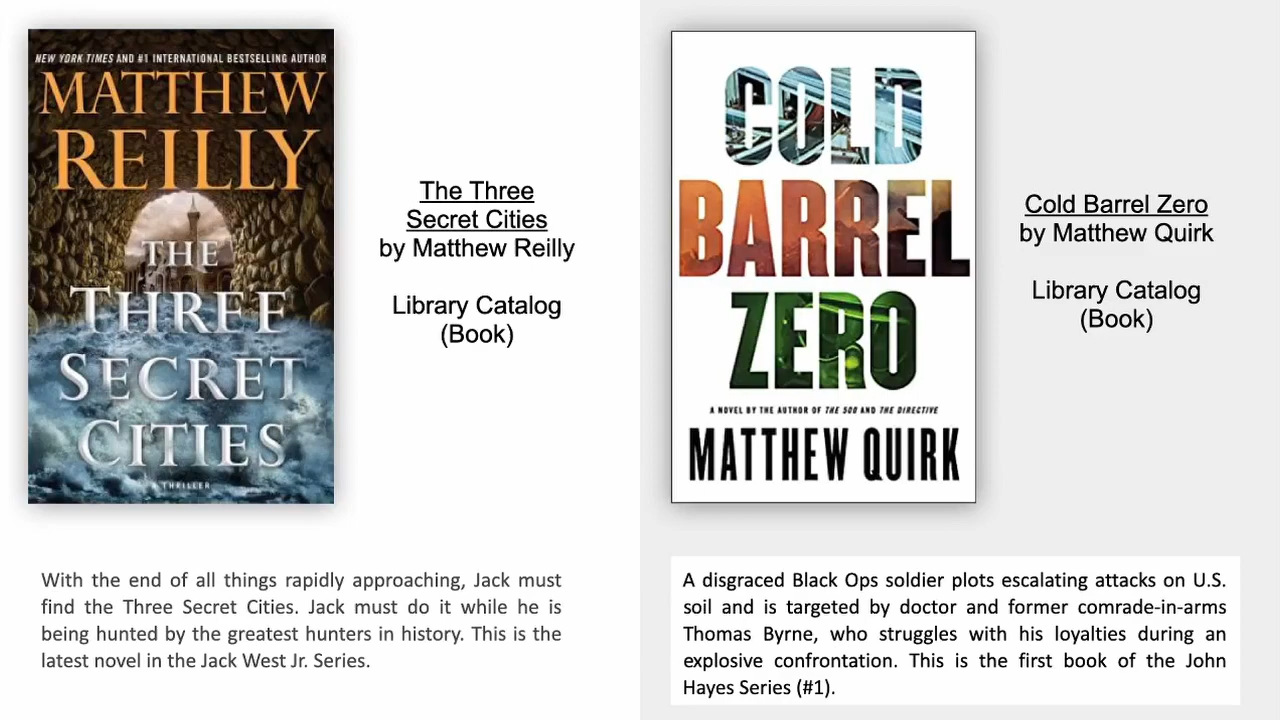 NEW YORK TIMES AND #1 INTERNATIONAL BESTSELLING AUTHOR
MATTHEW
REILLY
THE
THREE
SECRET
CITIES
A THRILLER
The Three
Secret Cities
by Matthew Reilly
Library Catalog
(Book)
With the end of all things rapidly approaching, Jack must
find the Three Secret Cities. Jack must do it while he is
being hunted by the greatest hunters in history. This is the
latest novel in the Jack West Jr. Series.
COLD
BARREL
ZERO
A NOVEL BY THE AUTHOR OF THE 500 AND THE DIRECTIVE
MATTHEW QUIRK
Cold Barrel Zero
by Matthew Quirk
Library Catalog
(Book)
A disgraced Black Ops soldier plots escalating attacks on U.S.
soil and is targeted by doctor and former comrade-in-arms
Thomas Byrne, who struggles with his loyalties during an
explosive confrontation. This is the first book of the John
Hayes Series (#1).